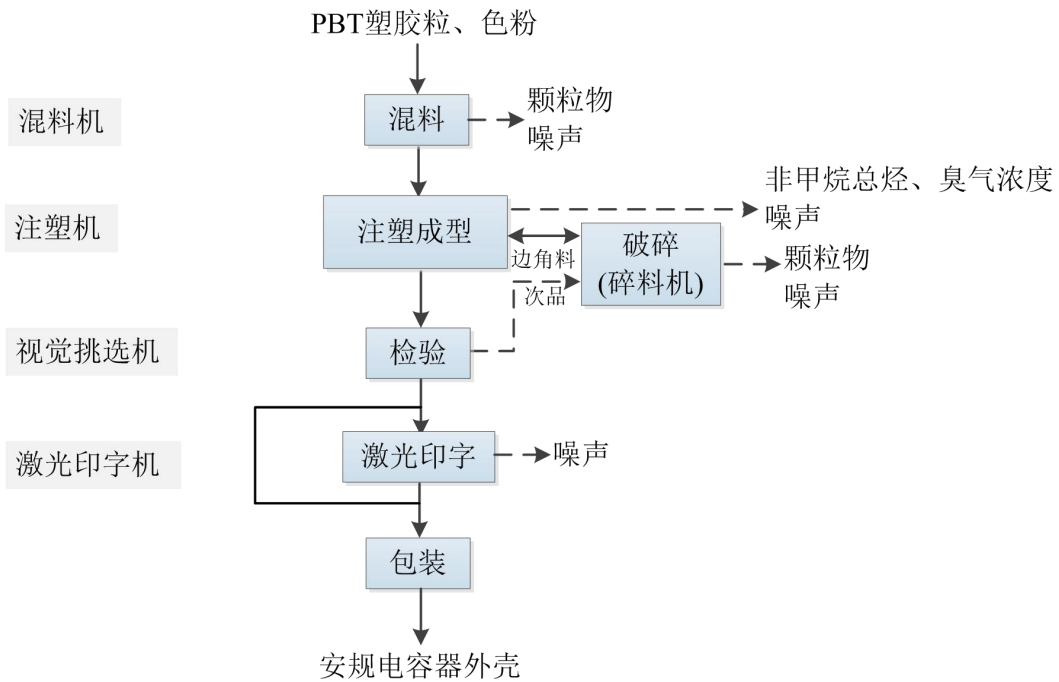 PBT塑胶粒、色粉
混料机
混料
颗粒物
噪声
注塑机
注塑成型
非甲烷总烃、臭气浓度
噪声
边角料
破碎
(碎料机)
颗粒物
噪声
次品
视觉挑选机
检验
激光印字机
激光印字
噪声
包装
安规电容器外壳